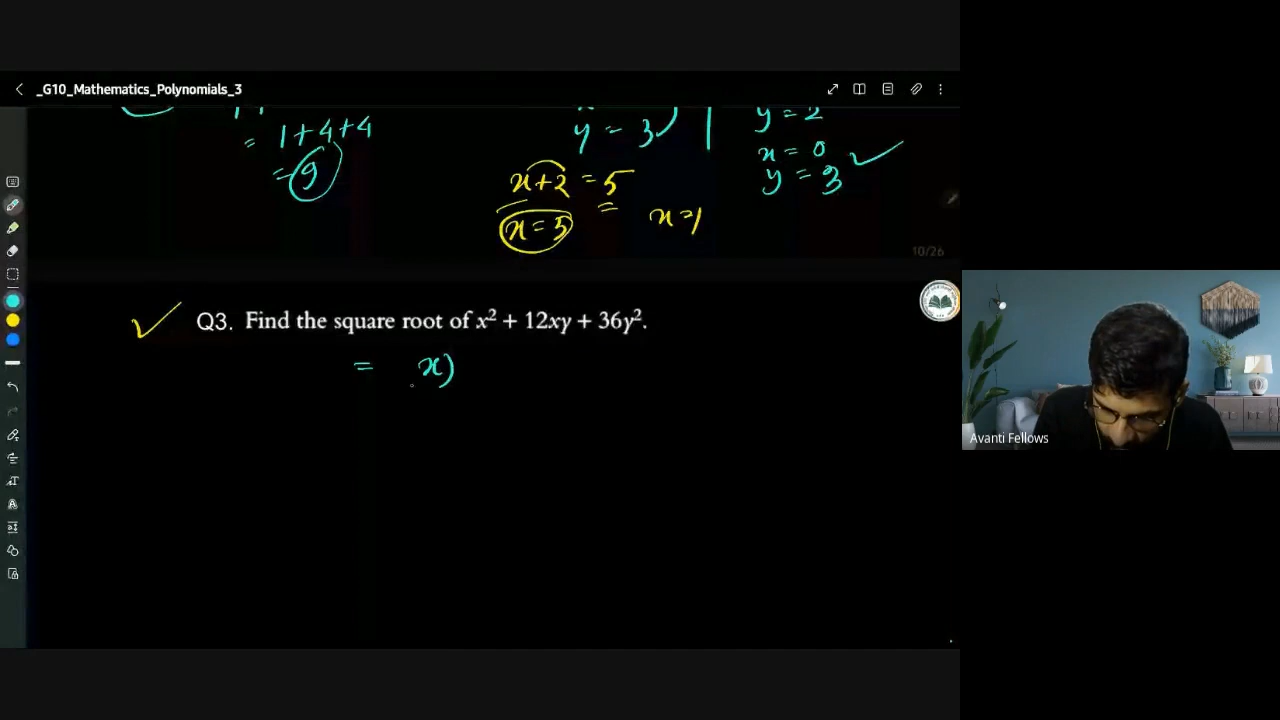 _G10_Mathematics_Polynomials_3
= 1+4+4
= 9
y = 3
y = 2
x = 0
y = 3
x+2 = 5
x = 5
x = 1
10/26
Q3. Find the square root of x² + 12xy + 36y².
= x)
Avanti Fellows